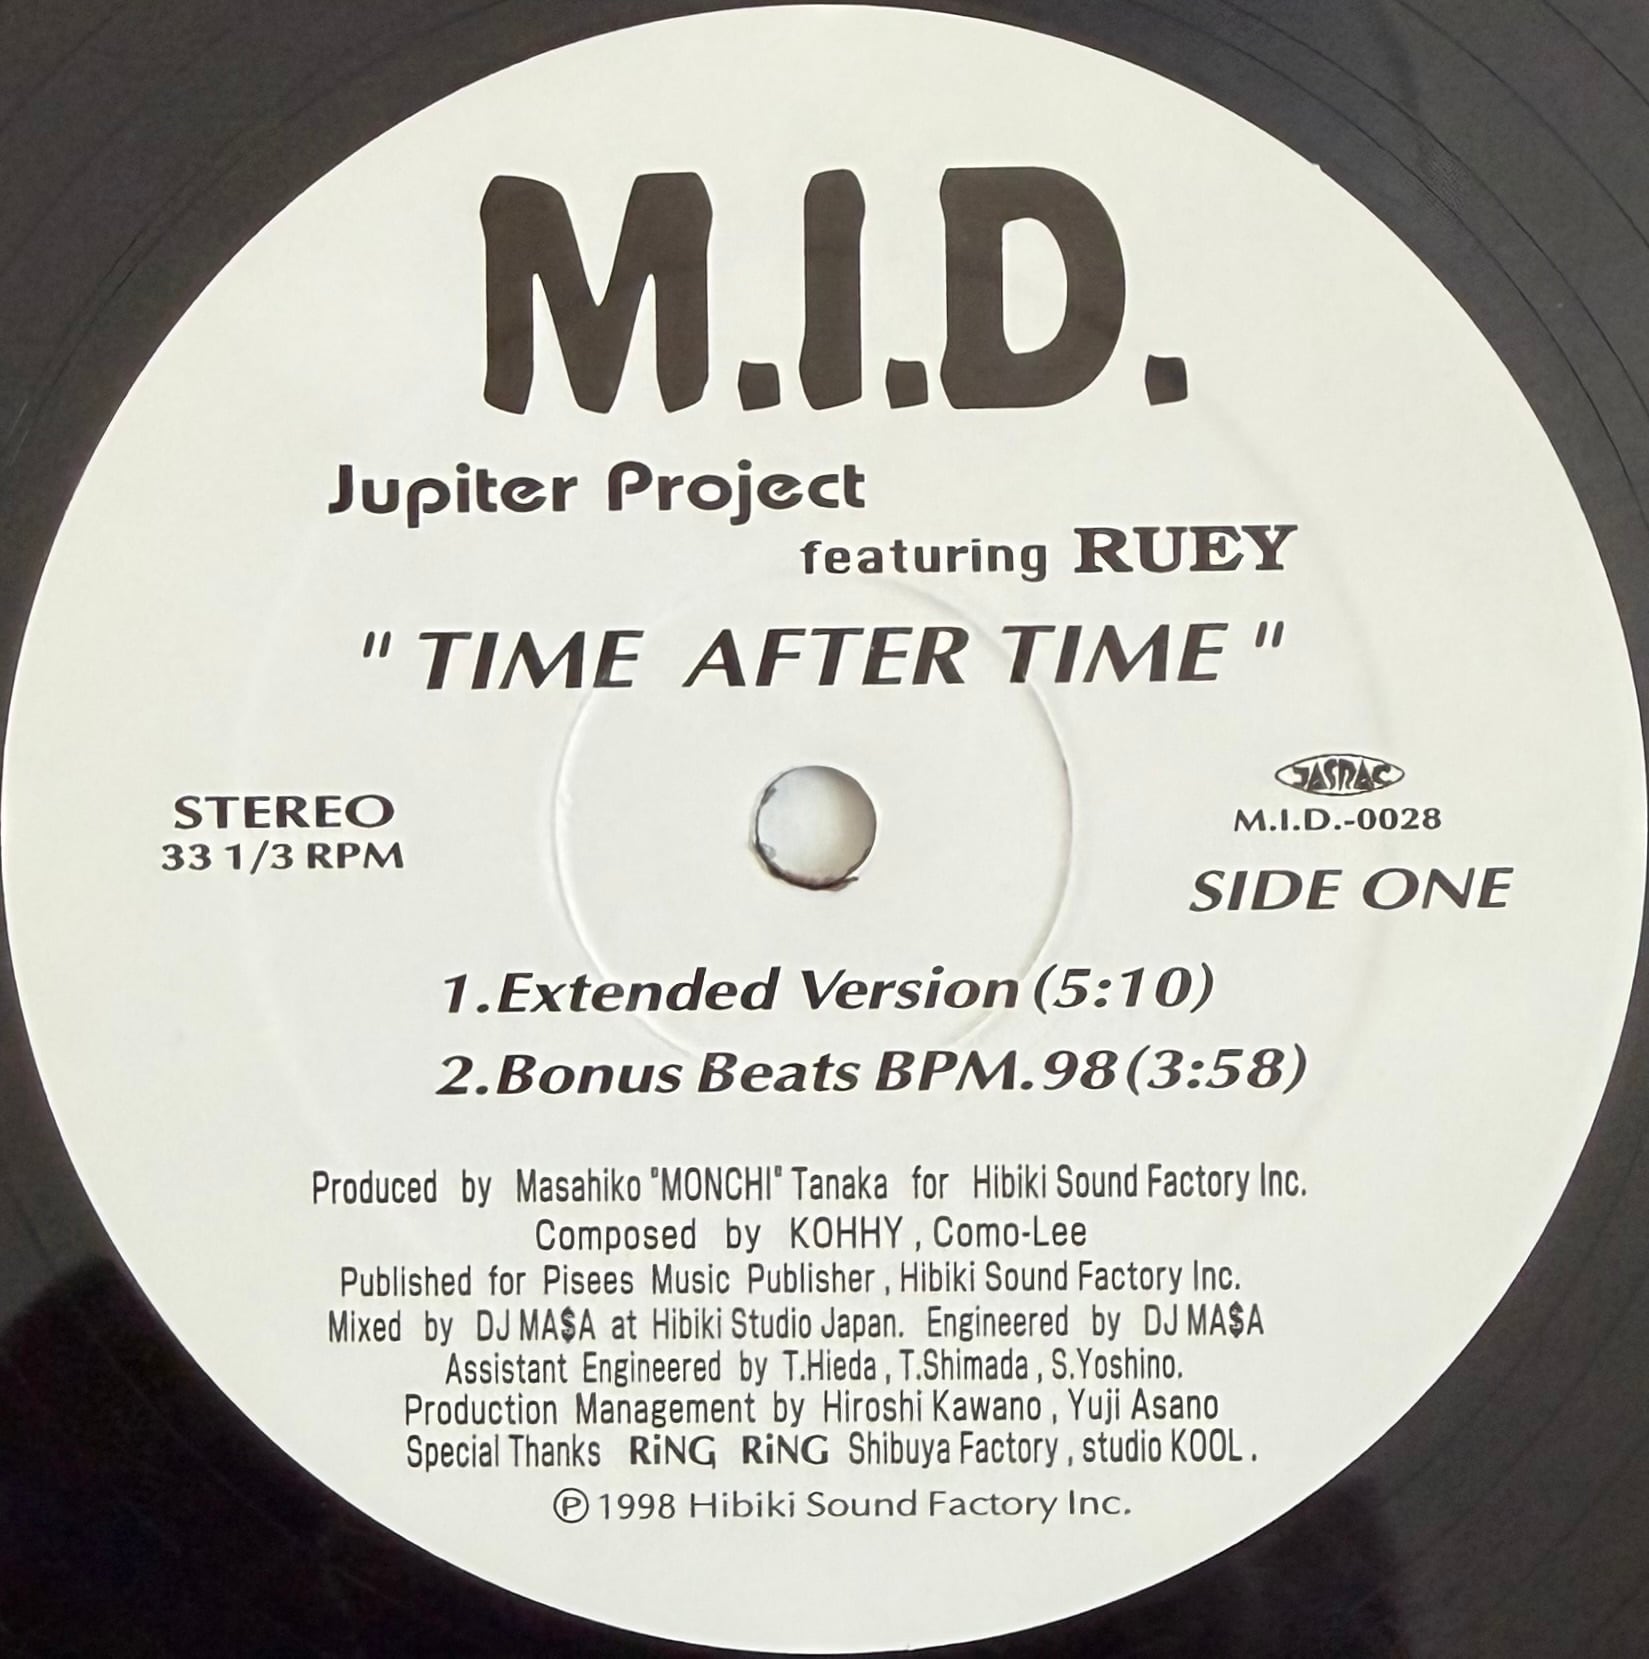 M.I.D.
Jupiter Project
featuring RUEY
"TIME AFTER TIME"
STEREO
33 1/3 RPM
JASRAC
M.I.D.-0028
SIDE ONE
1.Extended Version (5:10)
2.Bonus Beats BPM.98 (3:58)
Produced by Masahiko "MONCHI" Tanaka for Hibiki Sound Factory Inc.
Composed by KOHHY , Como-Lee
Published for Pisees Music Publisher , Hibiki Sound Factory Inc.
Mixed by DJ MA$A at Hibiki Studio Japan. Engineered by DJ MA$A
Assistant Engineered by T.Hieda , T.Shimada , S.Yoshino.
Production Management by Hiroshi Kawano , Yuji Asano
Special Thanks RiNG RiNG Shibuya Factory , studio KOOL .
℗ 1998 Hibiki Sound Factory Inc.